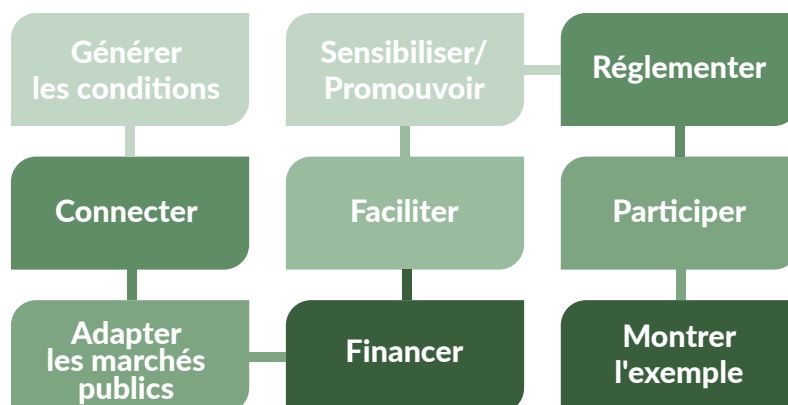 Générer
les conditions
Sensibiliser/
Promouvoir
Réglementer
Connecter
Faciliter
Participer
Adapter
les marchés
publics
Financer
Montrer
l'exemple